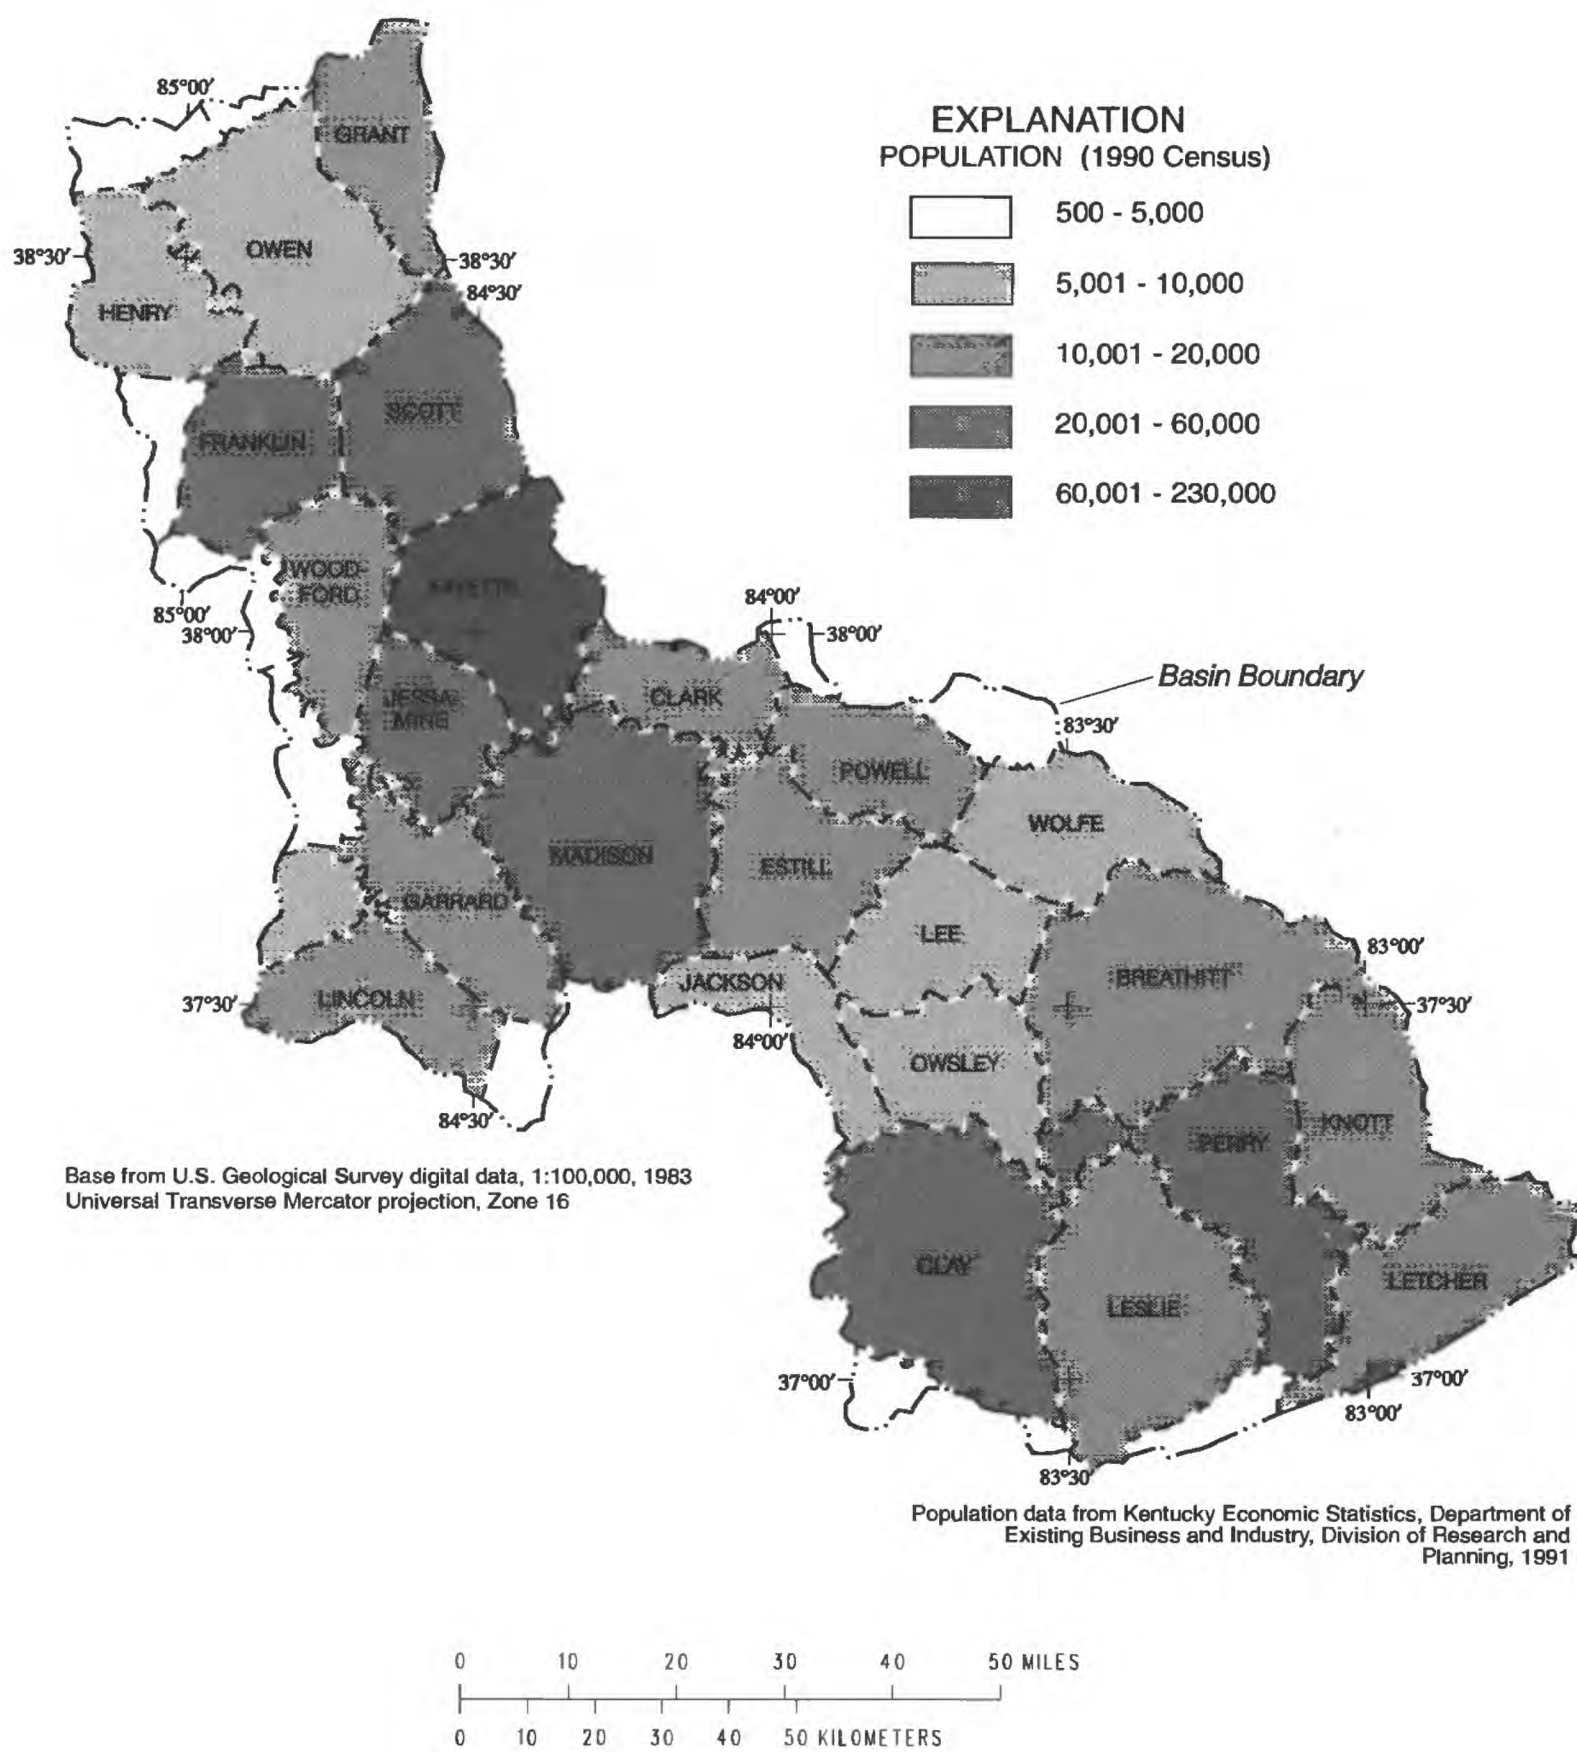 85°00′
EXPLANATION
POPULATION (1990 Census)
GRANT
500 - 5,000
38°30′
OWEN
38°30′
5,001 - 10,000
84°30′
HENRY
10,001 - 20,000
SCOTT
20,001 - 60,000
FRANKLIN
60,001 - 230,000
WOOD-
FORD
FAYETTE
85°00′
38°00′
84°00′
38°00′
Basin Boundary
JESSA-
MINE
CLARK
83°30′
POWELL
WOLFE
MADISON
ESTILL
GARRARD
LEE
83°00′
BREATHITT
JACKSON
37°30′
LINCOLN
37°30′
84°00′
OWSLEY
84°30′
KNOTT
PERRY
Base from U.S. Geological Survey digital data, 1:100,000, 1983
Universal Transverse Mercator projection, Zone 16
CLAY
LETCHER
LESLIE
37°00′
37°00′
83°00′
83°30′
Population data from Kentucky Economic Statistics, Department of
Existing Business and Industry, Division of Research and
Planning, 1991
0 10 20 30 40 50 MILES
0 10 20 30 40 50 KILOMETERS